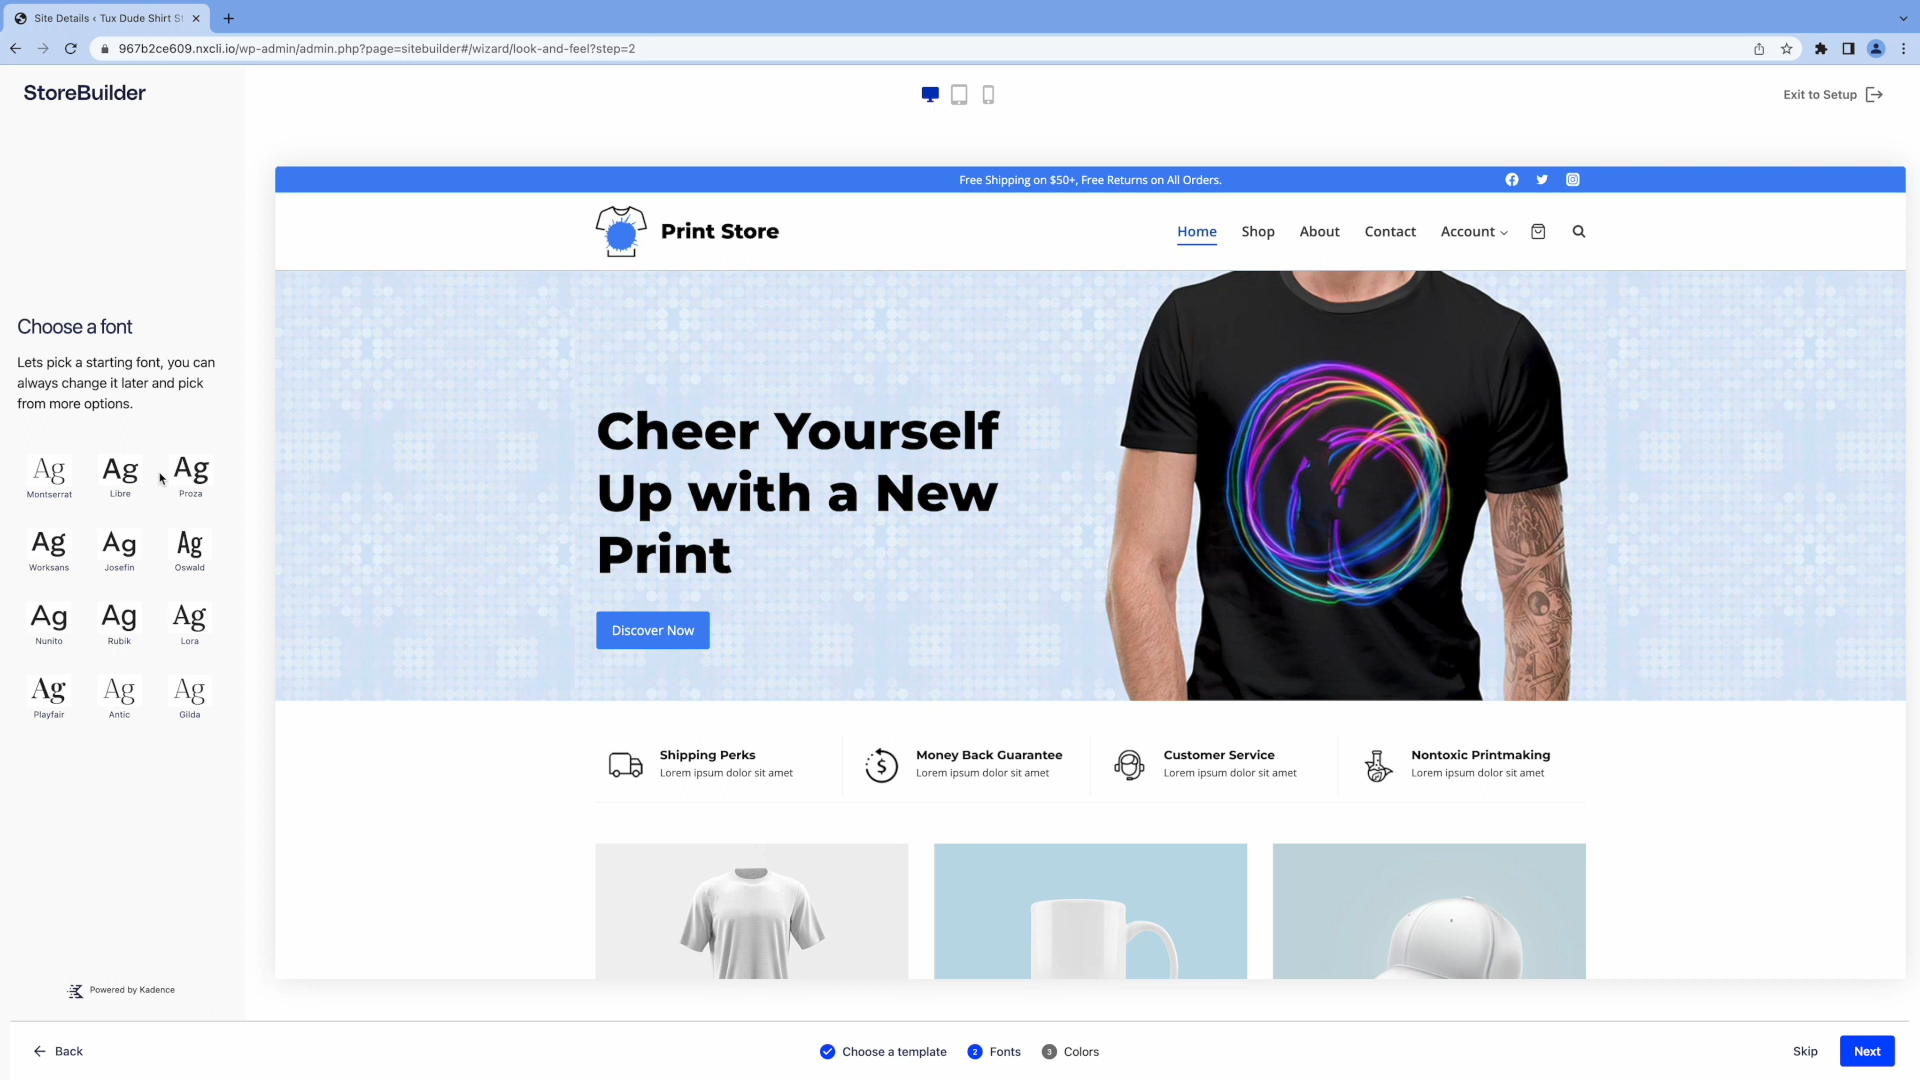 Site Details ‹ Tux Dude Shirt St
967b2ce609.nxcli.io/wp-admin/admin.php?page=sitebuilder#/wizard/look-and-feel?step=2
StoreBuilder
Exit to Setup
Free Shipping on $50+, Free Returns on All Orders.
Print Store
Home Shop About Contact Account
Choose a font
Lets pick a starting font, you can
always change it later and pick
from more options.
Ag Ag Ag
Montserrat Libre Proza
Ag Ag Ag
Worksans Josefin Oswald
Ag Ag Ag
Nunito Rubik Lora
Ag Ag Ag
Playfair Antic Gilda
Cheer Yourself
Up with a New
Print
Discover Now
Shipping Perks
Lorem ipsum dolor sit amet
Money Back Guarantee
Lorem ipsum dolor sit amet
Customer Service
Lorem ipsum dolor sit amet
Nontoxic Printmaking
Lorem ipsum dolor sit amet
Powered by Kadence
Back
Choose a template
2 Fonts
3 Colors
Skip
Next